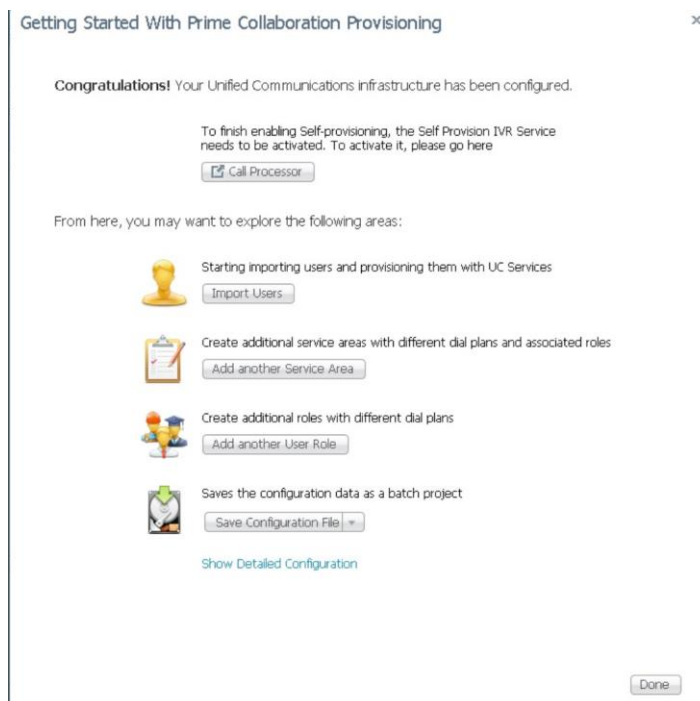 Getting Started With Prime Collaboration Provisioning
Congratulations! Your Unified Communications infrastructure has been configured.
To finish enabling Self-provisioning, the Self Provision IVR Service
needs to be activated. To activate it, please go here
Call Processor
From here, you may want to explore the following areas:
Starting importing users and provisioning them with UC Services
Import Users
Create additional service areas with different dial plans and associated roles
Add another Service Area
Create additional roles with different dial plans
Add another User Role
Saves the configuration data as a batch project
Save Configuration File
Show Detailed Configuration
Done